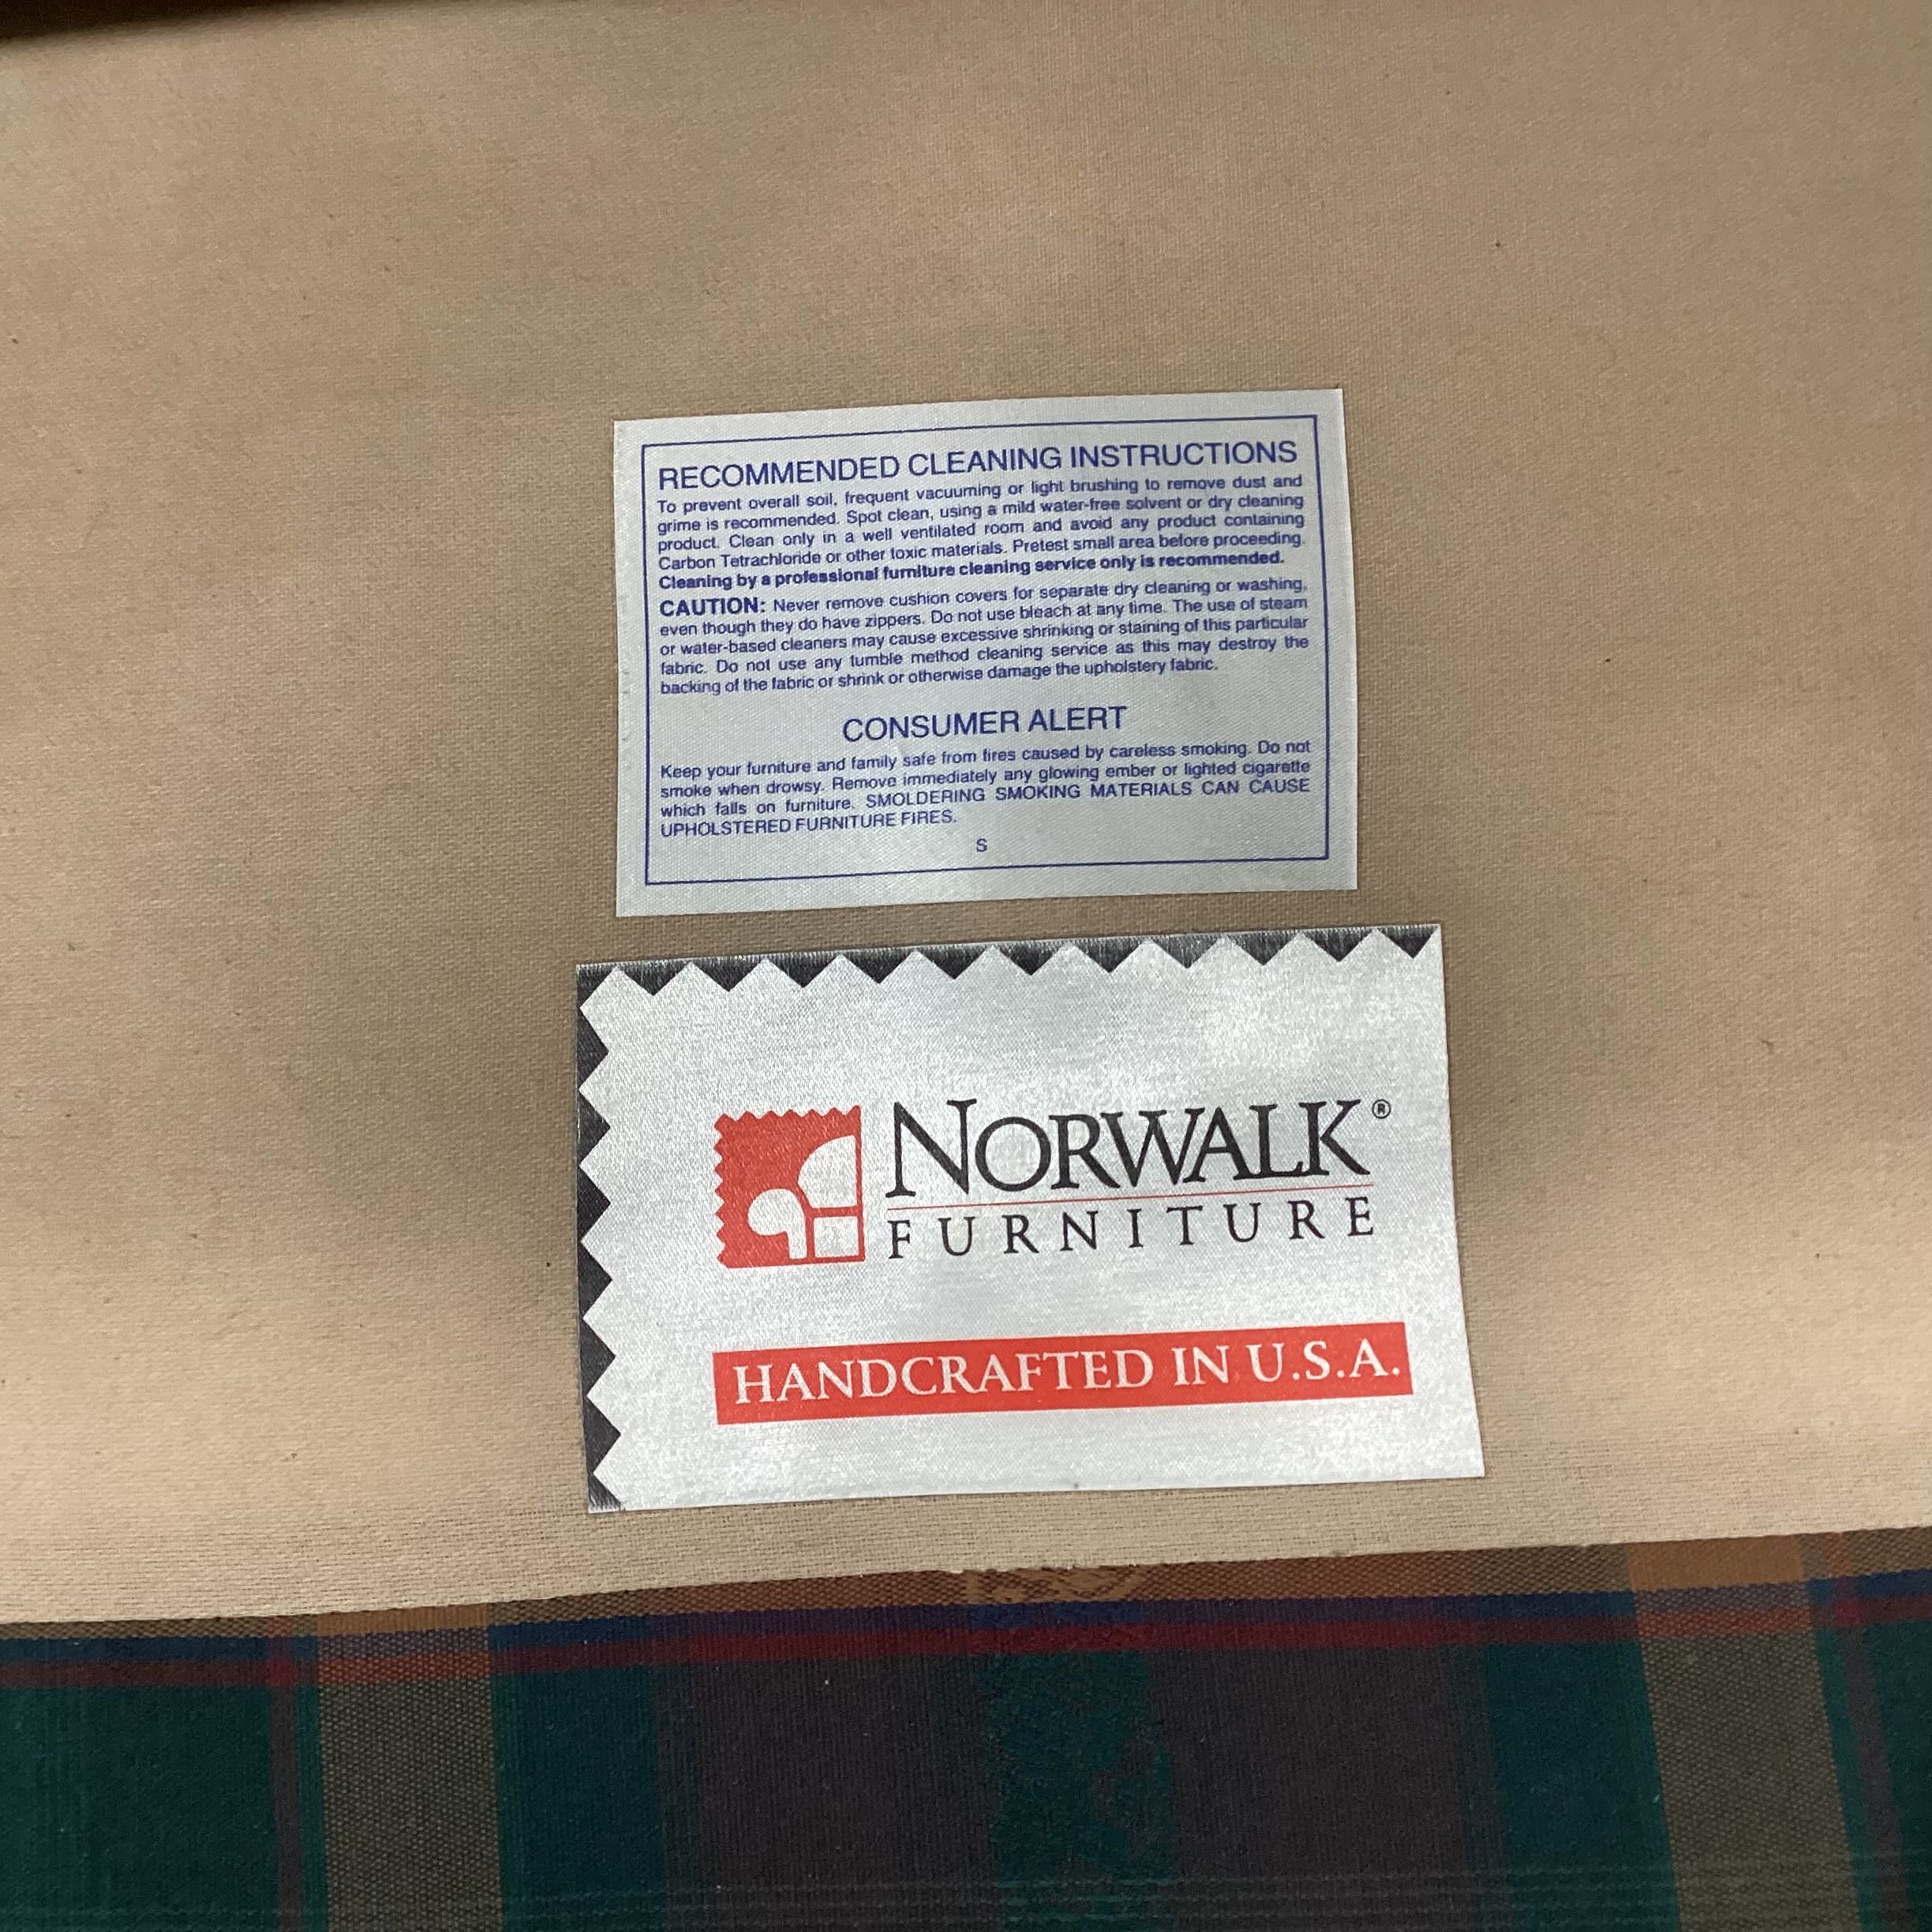 RECOMMENDED CLEANING INSTRUCTIONS
To prevent overall soil, frequent vacuuming or light brushing to remove dust and
grime is recommended. Spot clean, using a mild water-free solvent or dry cleaning
product. Clean only in a well ventilated room and avoid any product containing
Carbon Tetrachloride or other toxic materials. Pretest small area before proceeding.
Cleaning by a professional furniture cleaning service only is recommended.
CAUTION: Never remove cushion covers for separate dry cleaning or washing,
even though they do have zippers. Do not use bleach at any time. The use of steam
or water-based cleaners may cause excessive shrinking or staining of this particular
fabric. Do not use any tumble method cleaning service as this may destroy the
backing of the fabric or shrink or otherwise damage the upholstery fabric.
CONSUMER ALERT
Keep your furniture and family safe from fires caused by careless smoking. Do not
smoke when drowsy. Remove immediately any glowing ember or lighted cigarette
which falls on furniture. SMOLDERING SMOKING MATERIALS CAN CAUSE
UPHOLSTERED FURNITURE FIRES.
S
NORWALK®
FURNITURE
HANDCRAFTED IN U.S.A.